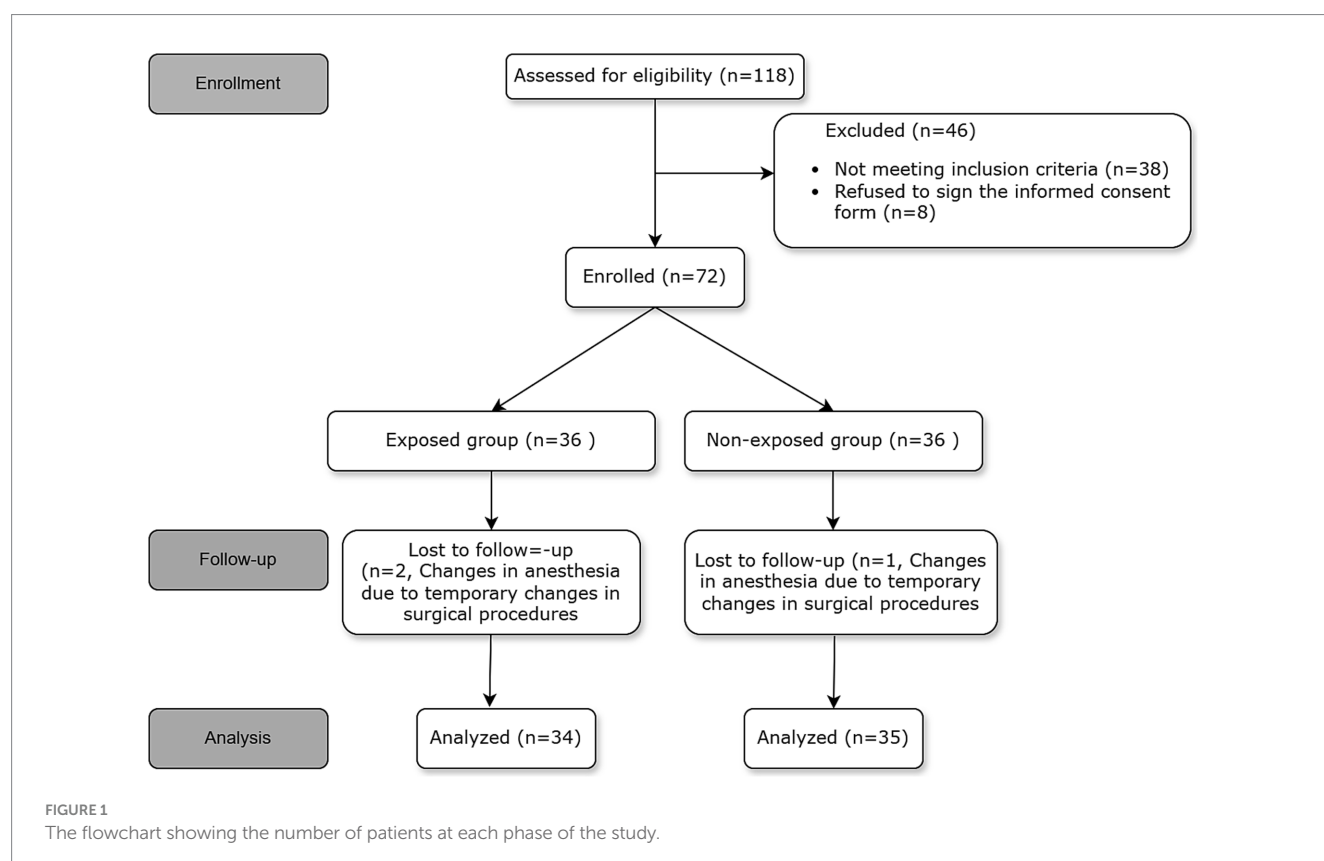 Enrollment
Assessed for eligibility (n=118)
Excluded (n=46)
• Not meeting inclusion criteria (n=38)
• Refused to sign the informed consent
form (n=8)
Enrolled (n=72)
Exposed group (n=36 )
Non-exposed group (n=36 )
Follow-up
Lost to follow=-up
(n=2, Changes in anesthesia
due to temporary changes in
surgical procedures
Lost to follow-up (n=1, Changes
in anesthesia due to temporary
changes in surgical procedures
Analysis
Analyzed (n=34)
Analyzed (n=35)
FIGURE 1
The flowchart showing the number of patients at each phase of the study.